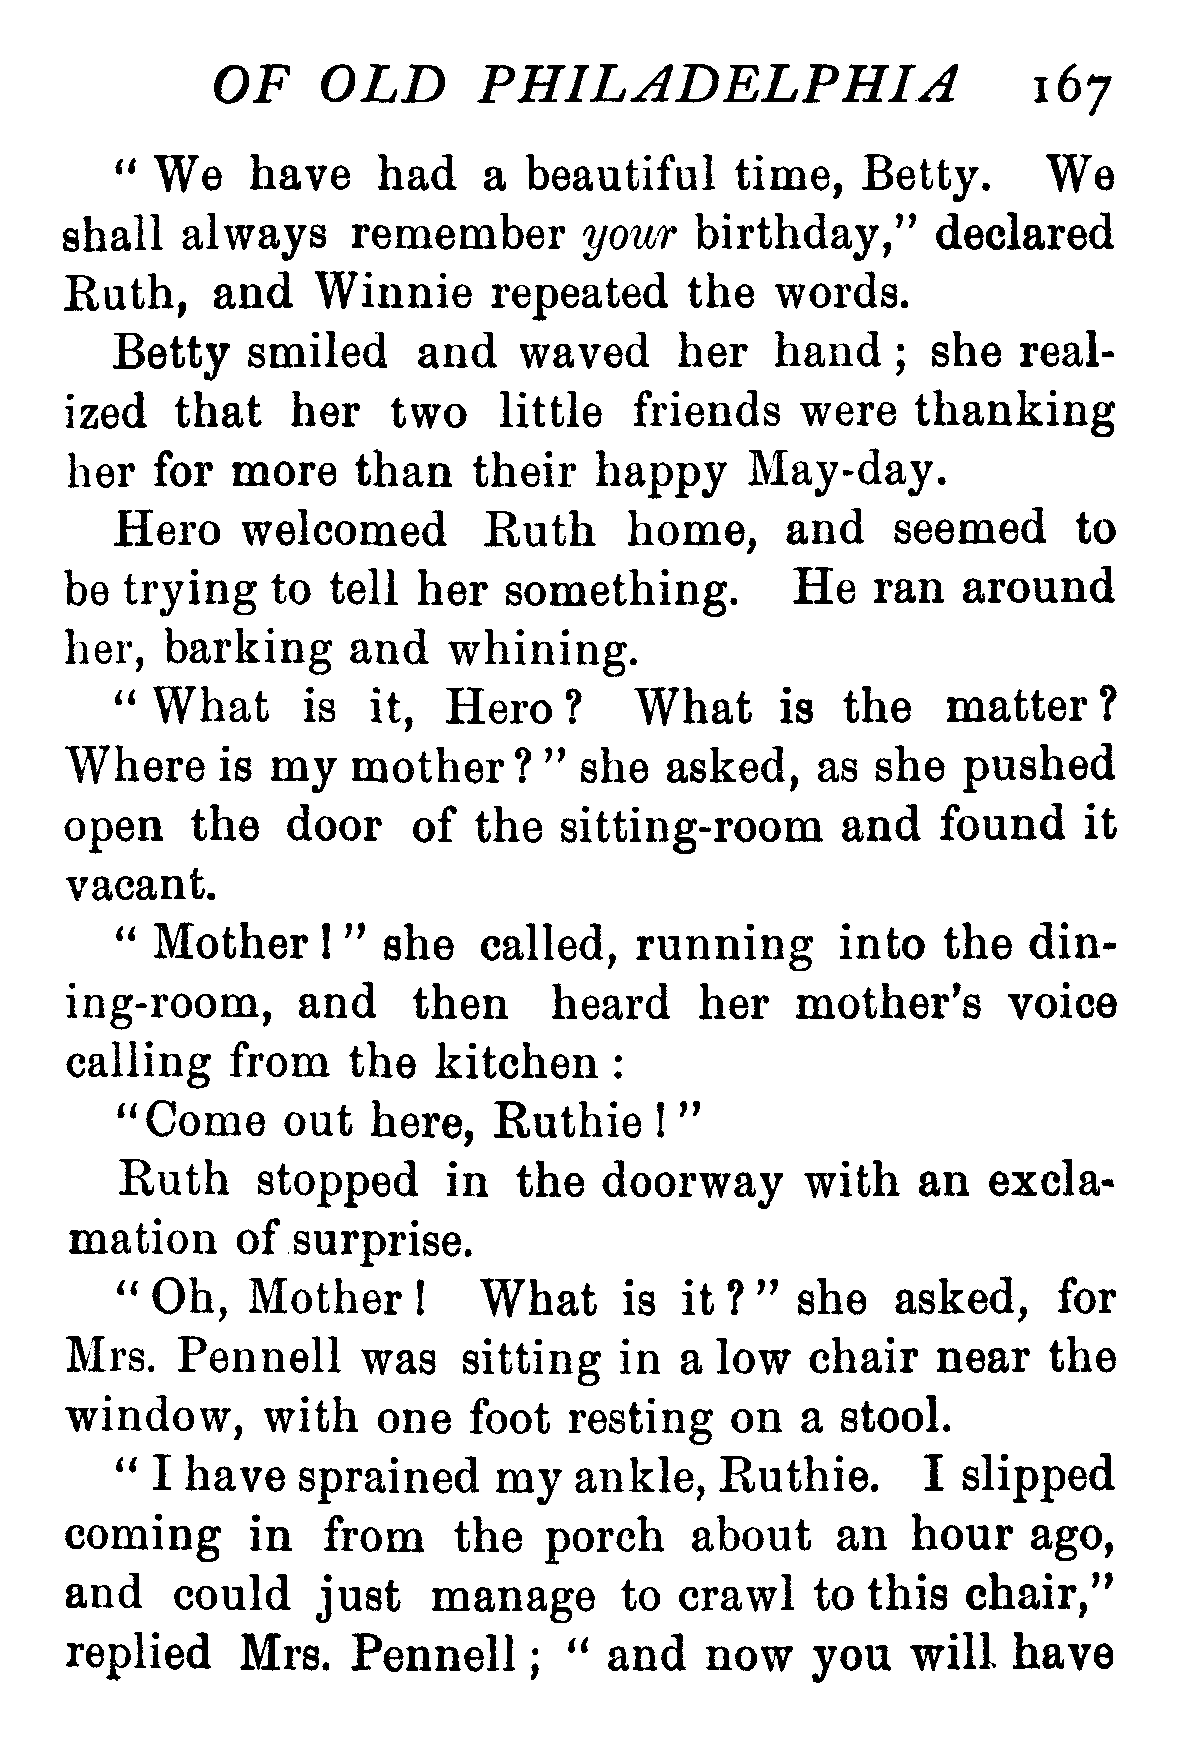 OF OLD PHILADELPHIA 167
“ We have had a beautiful time, Betty. We
shall always remember your birthday,” declared
Ruth, and Winnie repeated the words.
Betty smiled and waved her hand ; she real-
ized that her two little friends were thanking
her for more than their happy May-day.
Hero welcomed Ruth home, and seemed to
be trying to tell her something. He ran around
her, barking and whining.
“ What is it, Hero ? What is the matter ?
Where is my mother ? ” she asked, as she pushed
open the door of the sitting-room and found it
vacant.
“ Mother ! ” she called, running into the din-
ing-room, and then heard her mother’s voice
calling from the kitchen :
“Come out here, Ruthie ! ”
Ruth stopped in the doorway with an excla-
mation of surprise.
“ Oh, Mother ! What is it ? ” she asked, for
Mrs. Pennell was sitting in a low chair near the
window, with one foot resting on a stool.
“ I have sprained my ankle, Ruthie. I slipped
coming in from the porch about an hour ago,
and could just manage to crawl to this chair,”
replied Mrs. Pennell ; “ and now you will have